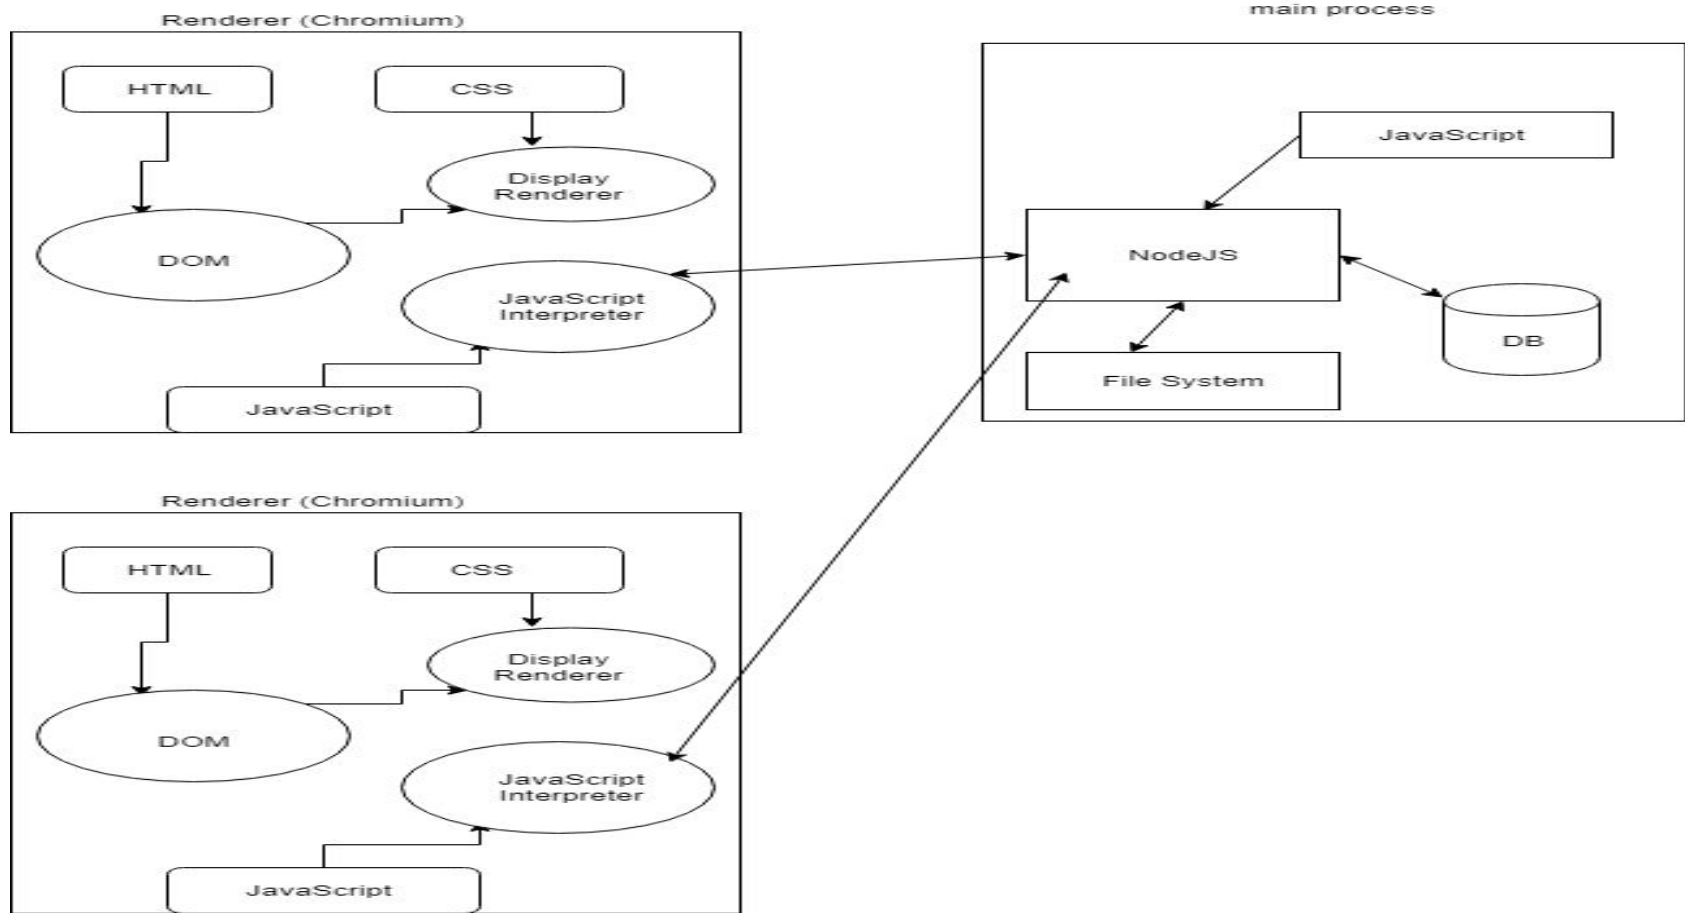 Renderer (Chromium)
HTML
CSS
Display
Renderer
DOM
JavaScript
Interpreter
JavaScript
main process
JavaScript
NodeJS
DB
File System
Renderer (Chromium)
HTML
CSS
Display
Renderer
DOM
JavaScript
Interpreter
JavaScript